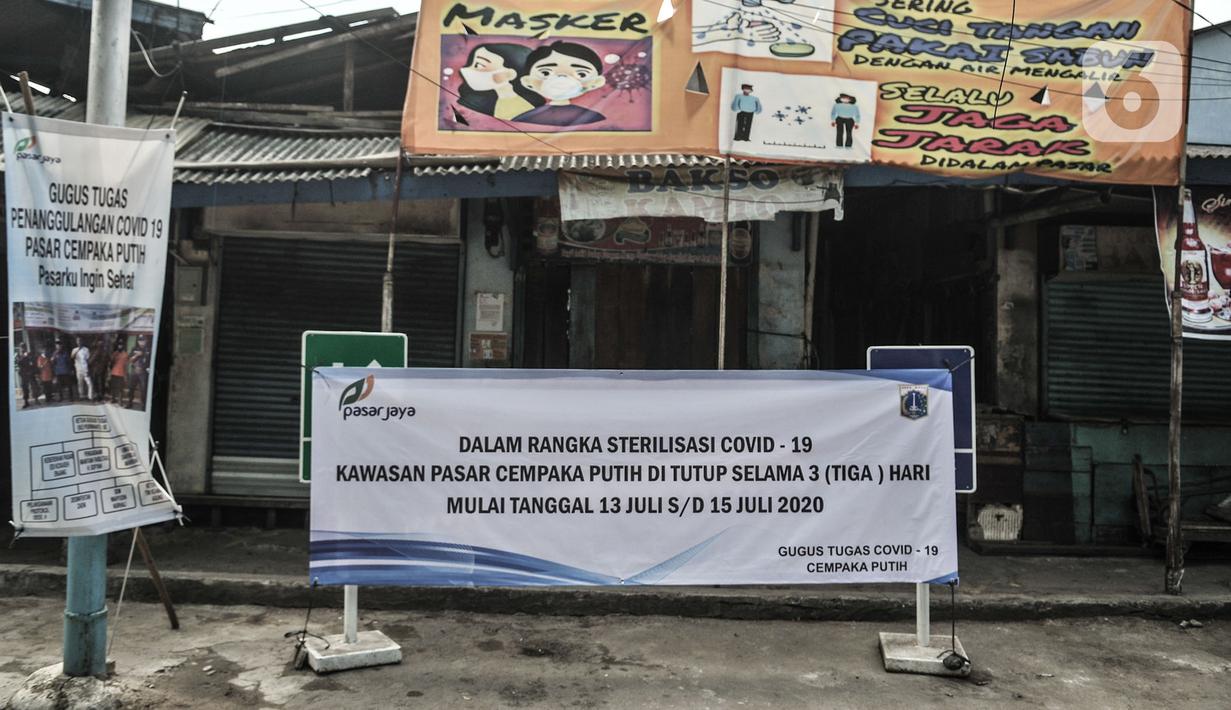 MASKER
SERING
CUCI TANGAN
PAKAI SABUN
DENGAN AIR MENGALIR
SELALU
JAGA
JARAK
DIDALAM PASAR
6
pasarjaya
GUGUS TUGAS
PENANGGULANGAN COVID 19
PASAR CEMPAKA PUTIH
Pasarku Ingin Sehat
BAKSO
pasarjaya
DALAM RANGKA STERILISASI COVID - 19
KAWASAN PASAR CEMPAKA PUTIH DI TUTUP SELAMA 3 (TIGA ) HARI
MULAI TANGGAL 13 JULI S/D 15 JULI 2020
GUGUS TUGAS COVID - 19
CEMPAKA PUTIH